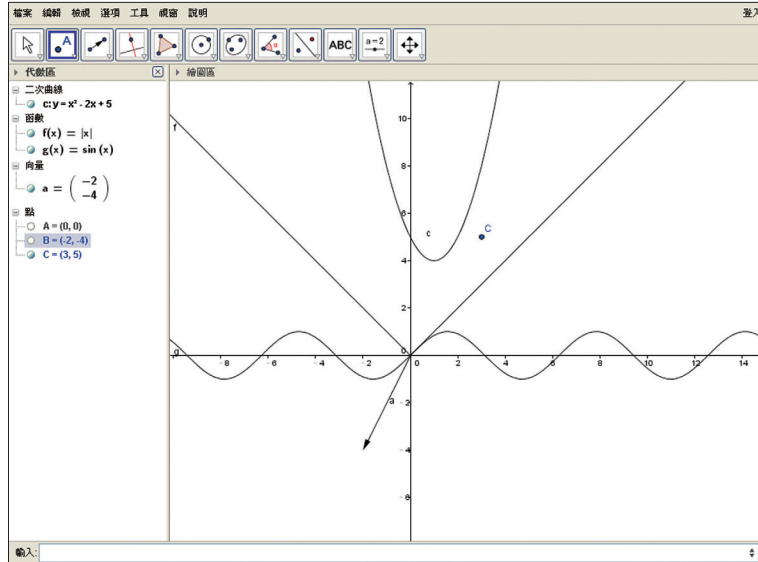 檔案 編輯 檢視 選項 工具 視窗 說明 登入
A α ABC a=2
代數區 繪圖區
二次曲線
c: y = x² - 2x + 5
函數
f(x) = |x|
g(x) = sin (x)
向量
a = ( -2 -4 )
點
A = (0, 0)
B = (-2, -4)
C = (3, 5)
f
10
8
6
c
C
4
2
g
-8 -6 -4 -2 0 0 2 4 6 8 10 12 14
a
-2
-4
-6
輸入: